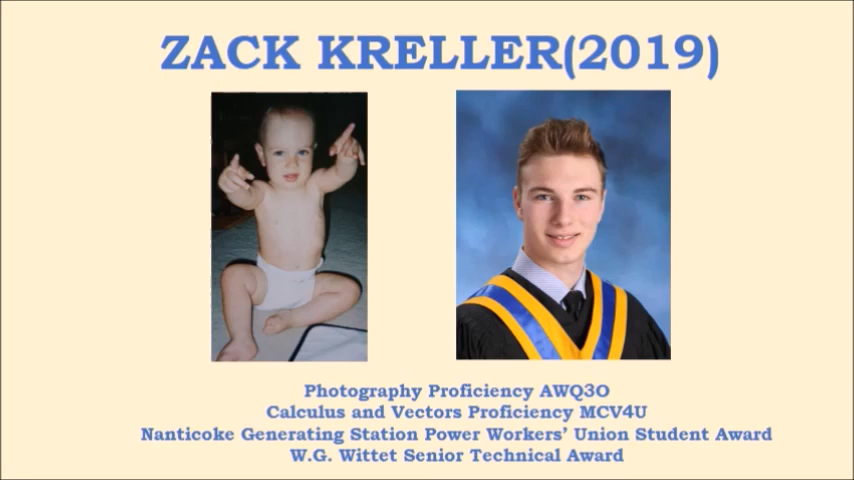 ZACK KRELLER(2019)
Photography Proficiency AWQ3O
Calculus and Vectors Proficiency MCV4U
Nanticoke Generating Station Power Workers' Union Student Award
W.G. Wittet Senior Technical Award